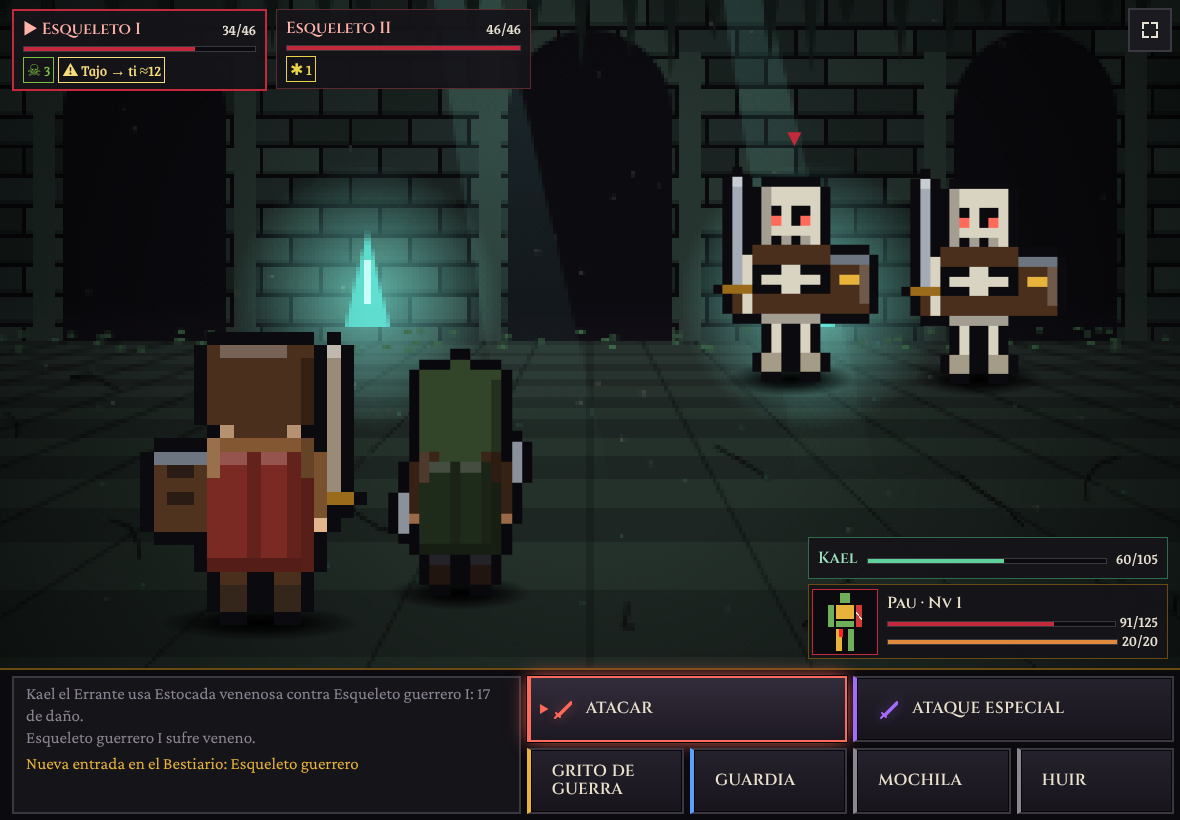 Esqueleto I 34/46
3 Tajo → ti ≈12
Esqueleto II 46/46
1
Kael 60/105
Pau · Nv 1
91/125
20/20
Kael el Errante usa Estocada venenosa contra Esqueleto guerrero I: 17
de daño.
Esqueleto guerrero I sufre veneno.
Nueva entrada en el Bestiario: Esqueleto guerrero
ATACAR
ATAQUE ESPECIAL
GRITO DE
GUERRA
GUARDIA
MOCHILA
HUIR